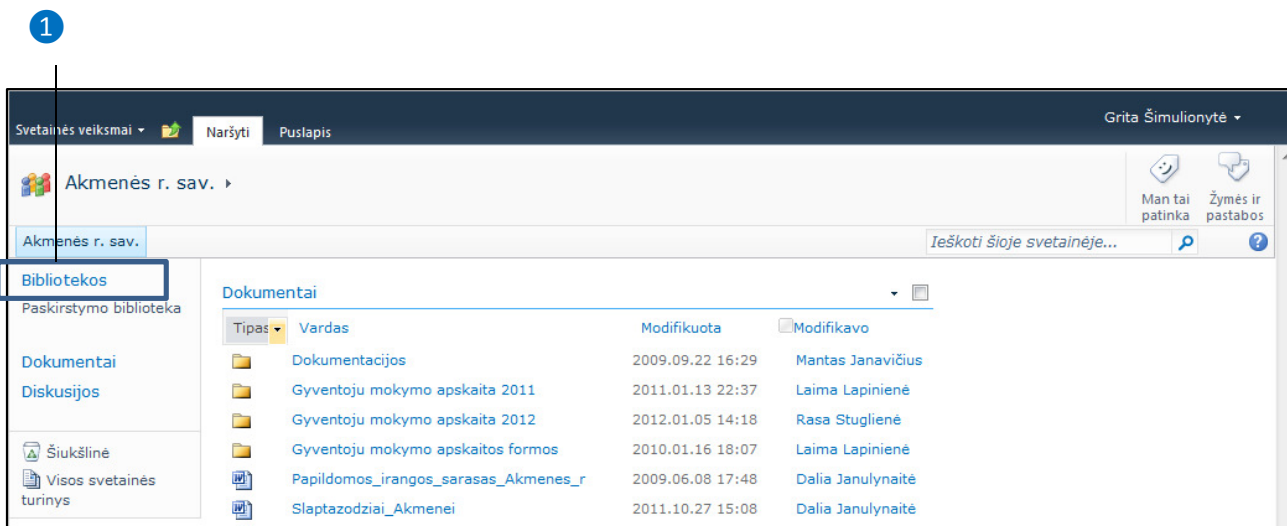 1
Grita Šimulionytė
Svetainės veiksmai Naršyti Puslapis
Akmenės r. sav.
Man tai patinka
Žymės ir pastabos
Akmenės r. sav. Ieškoti šioje svetainėje...
Bibliotekos
Paskirstymo biblioteka
Dokumentai
Diskusijos
Šiukšlinė
Visos svetainės
turinys
Dokumentai
Tipas Vardas Modifikuota Modifikavo
Dokumentacijos 2009.09.22 16:29 Mantas Janavičius
Gyventoju mokymo apskaita 2011 2011.01.13 22:37 Laima Lapinienė
Gyventoju mokymo apskaita 2012 2012.01.05 14:18 Rasa Stuglienė
Gyventoju mokymo apskaitos formos 2010.01.16 18:07 Laima Lapinienė
Papildomos_irangos_sarasas_Akmenes_r 2009.06.08 17:48 Dalia Janulynaitė
Slaptazodziai_Akmenei 2011.10.27 15:08 Dalia Janulynaitė